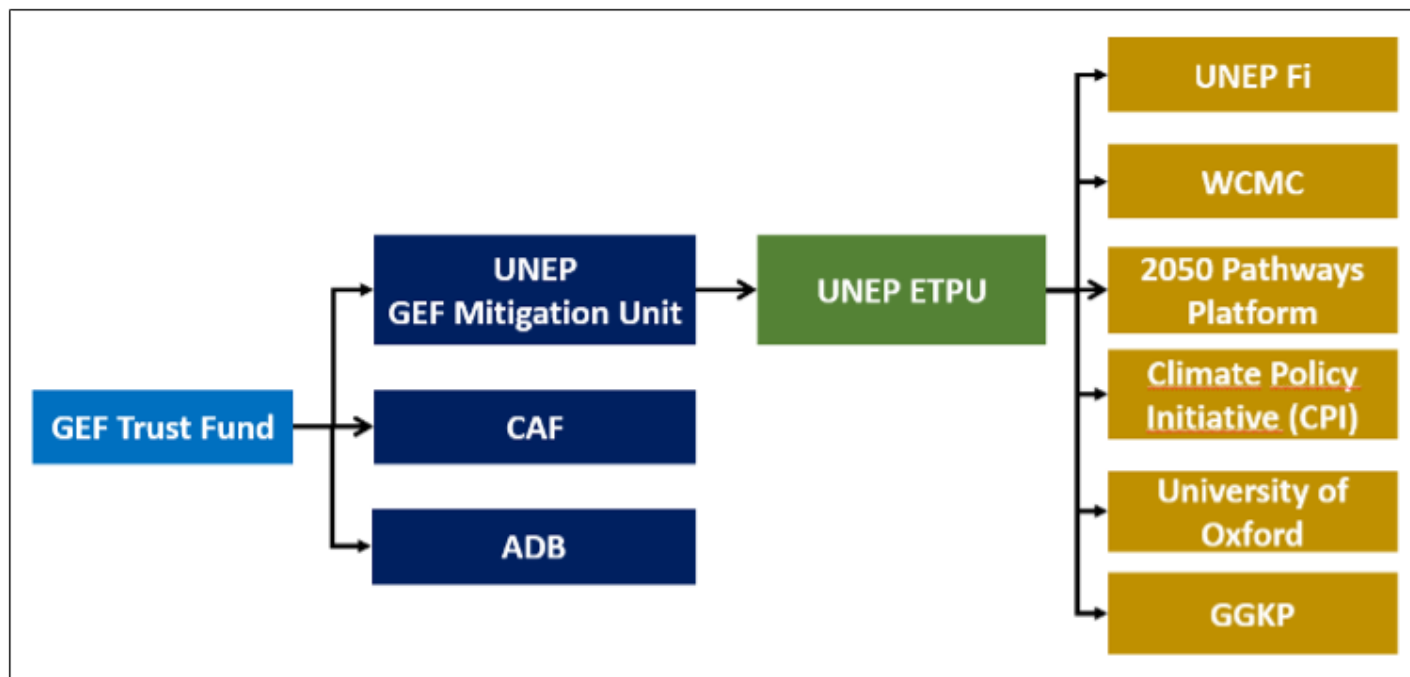 GEF Trust Fund
UNEP
GEF Mitigation Unit
CAF
ADB
UNEP ETPU
UNEP Fi
WCMC
2050 Pathways
Platform
Climate Policy
Initiative (CPI)
University of
Oxford
GGKP